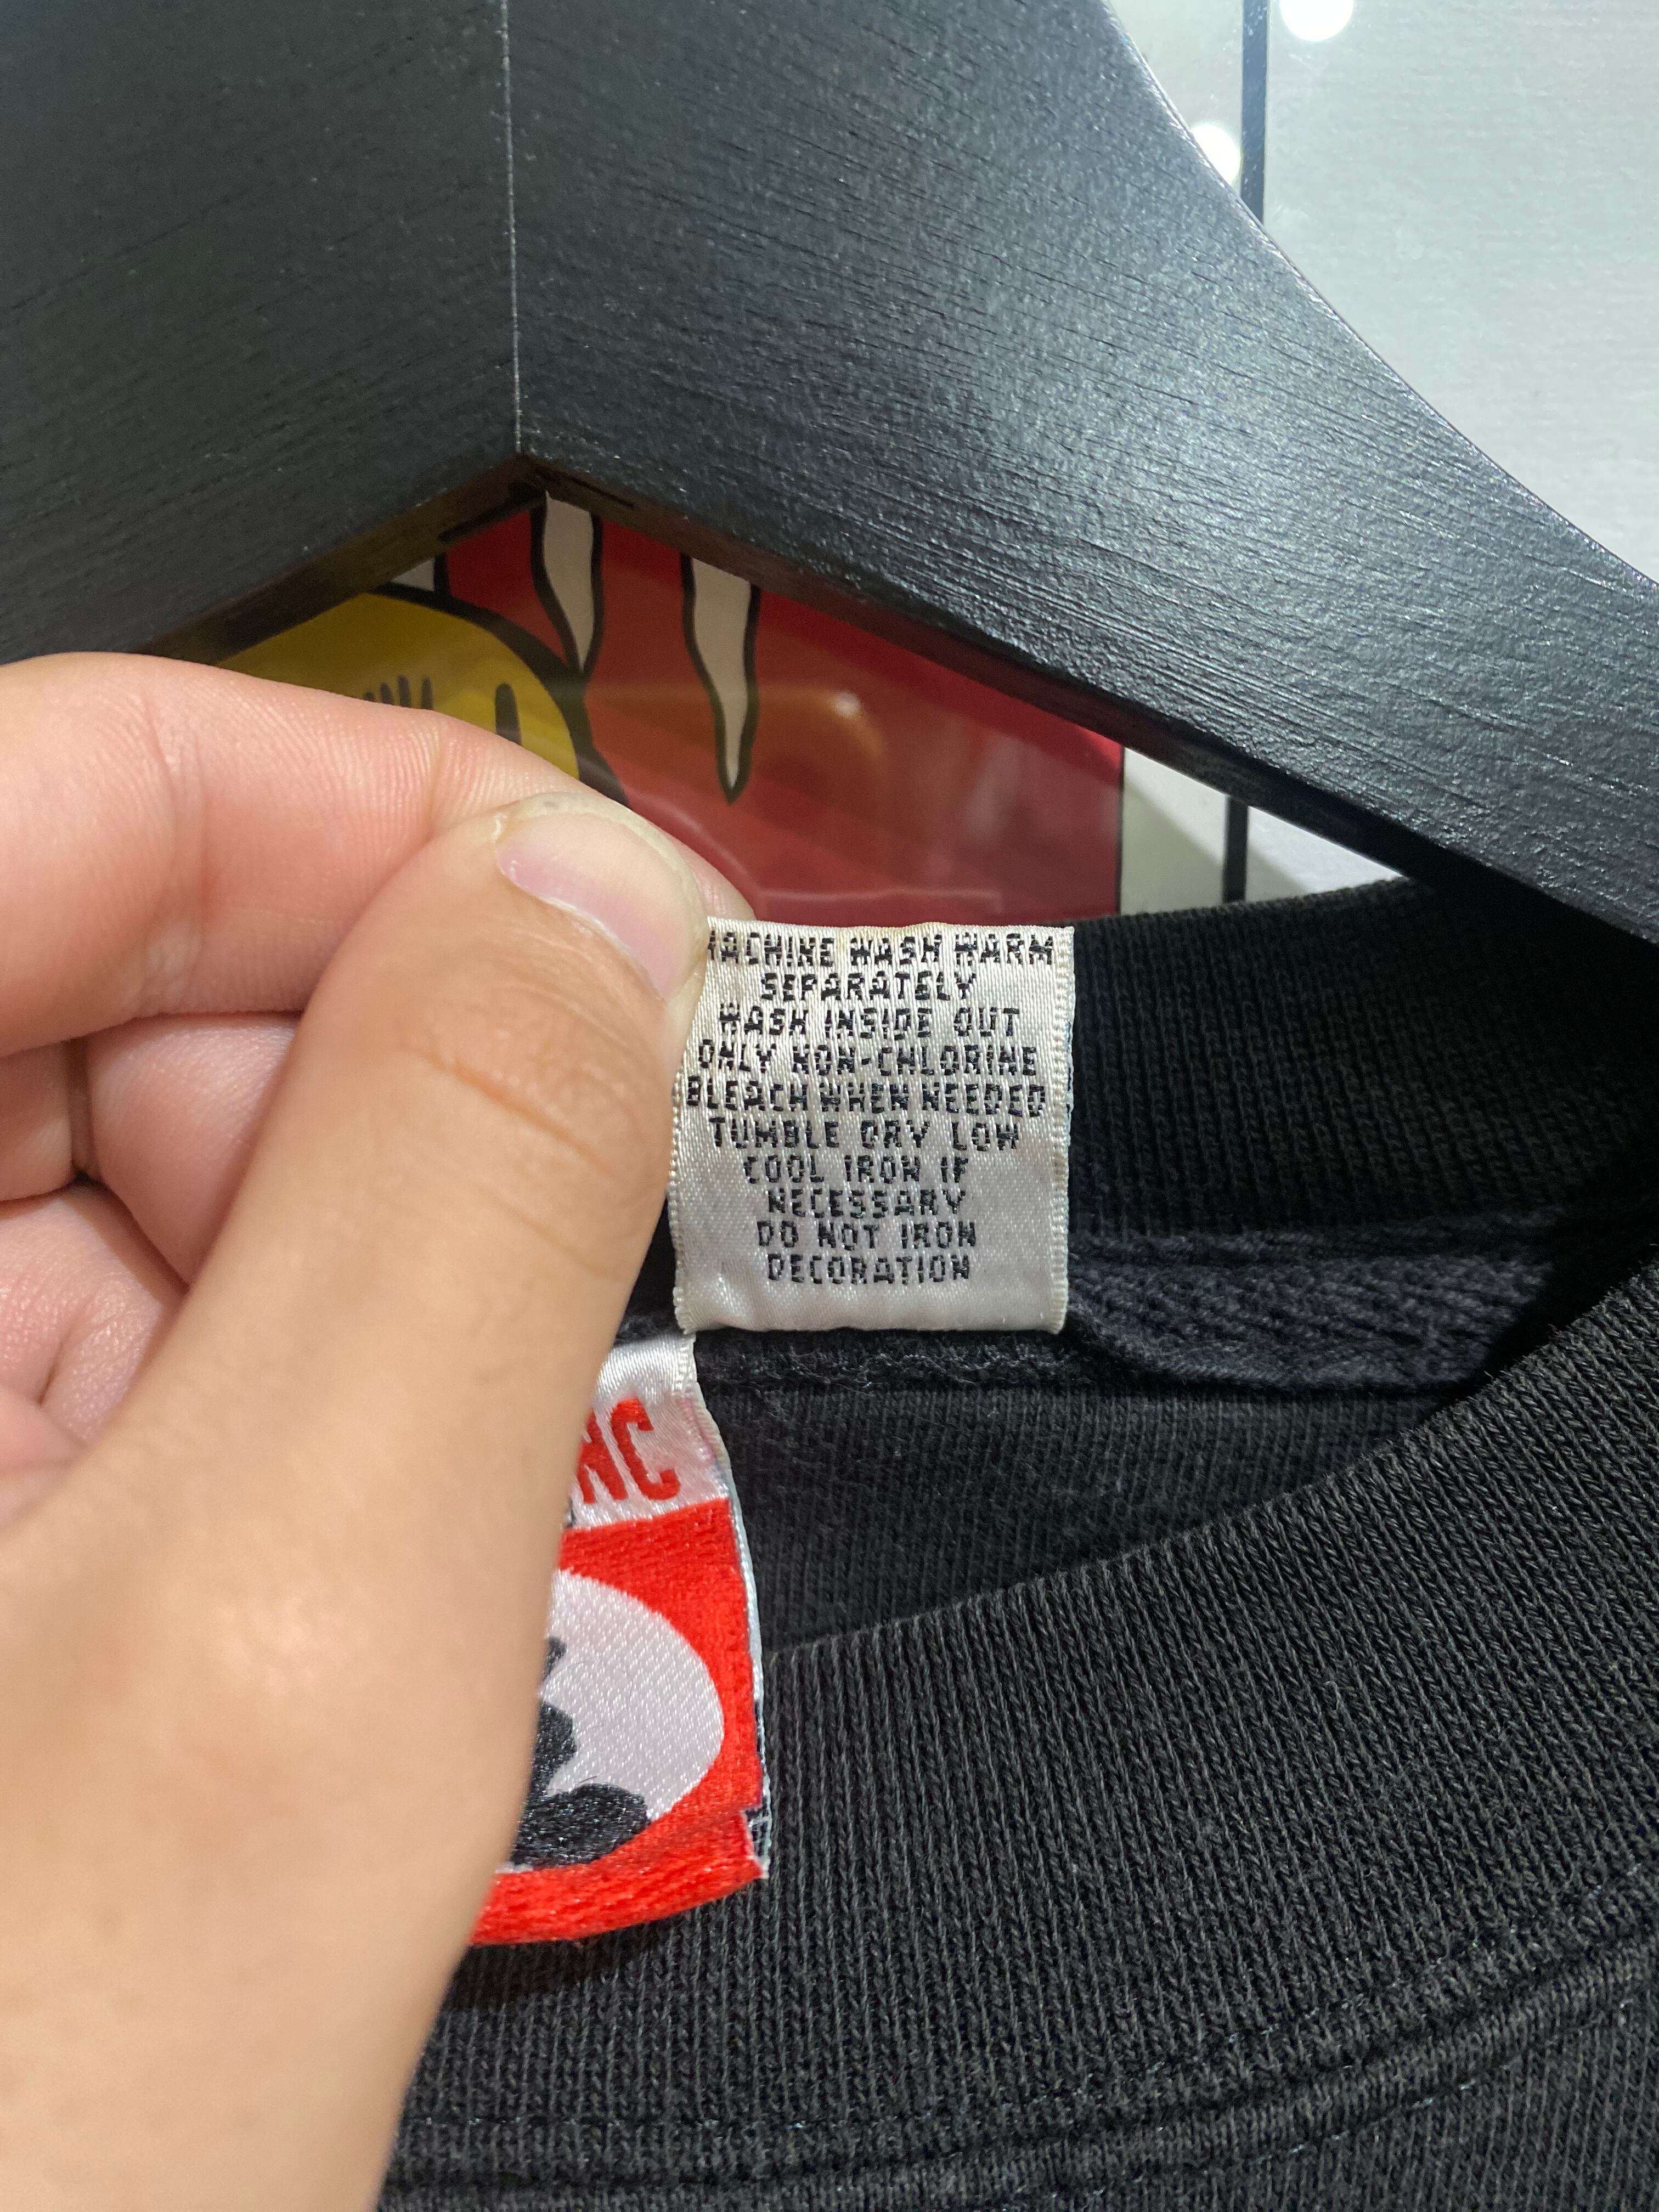 MACHINE WASH WARM
SEPARATELY
WASH INSIDE OUT
ONLY NON-CHLORINE
BLEACH WHEN NEEDED
TUMBLE DRY LOW
COOL IRON IF
NECESSARY
DO NOT IRON
DECORATION